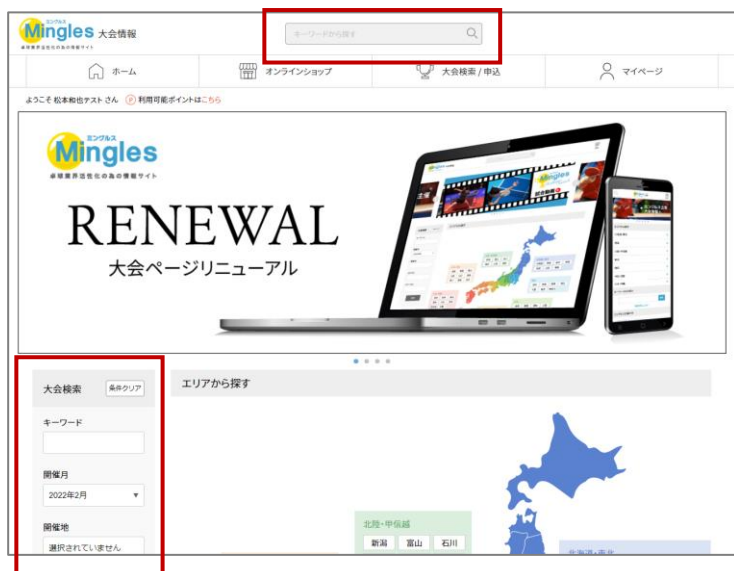 ミングルス
Mingles 大会情報
卓球業界活性化の為の情報サイト
キーワードから探す
ホーム
オンラインショップ
大会検索 / 申込
マイページ
ようこそ 松本和也テスト さん P 利用可能ポイントはこちら
ミングルス
Mingles
卓球業界活性化の為の情報サイト
RENEWAL
大会ページリニューアル
大会検索 条件クリア
エリアから探す
キーワード
開催月
2022年2月
開催地
選択されていません
北陸・甲信越
新潟 富山 石川
北海道・東北